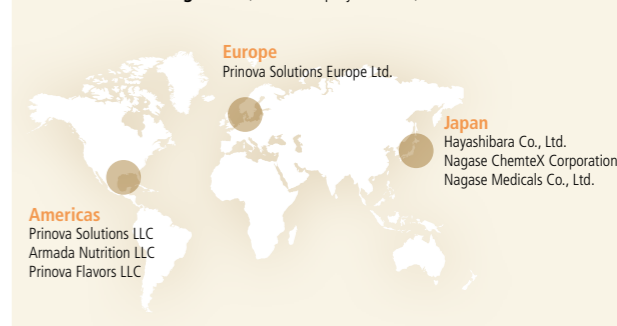 Europe
Prinova Solutions Europe Ltd.
Japan
Hayashibara Co., Ltd.
Nagase ChemteX Corporation
Nagase Medicals Co., Ltd.
Americas
Prinova Solutions LLC
Armada Nutrition LLC
Prinova Flavors LLC